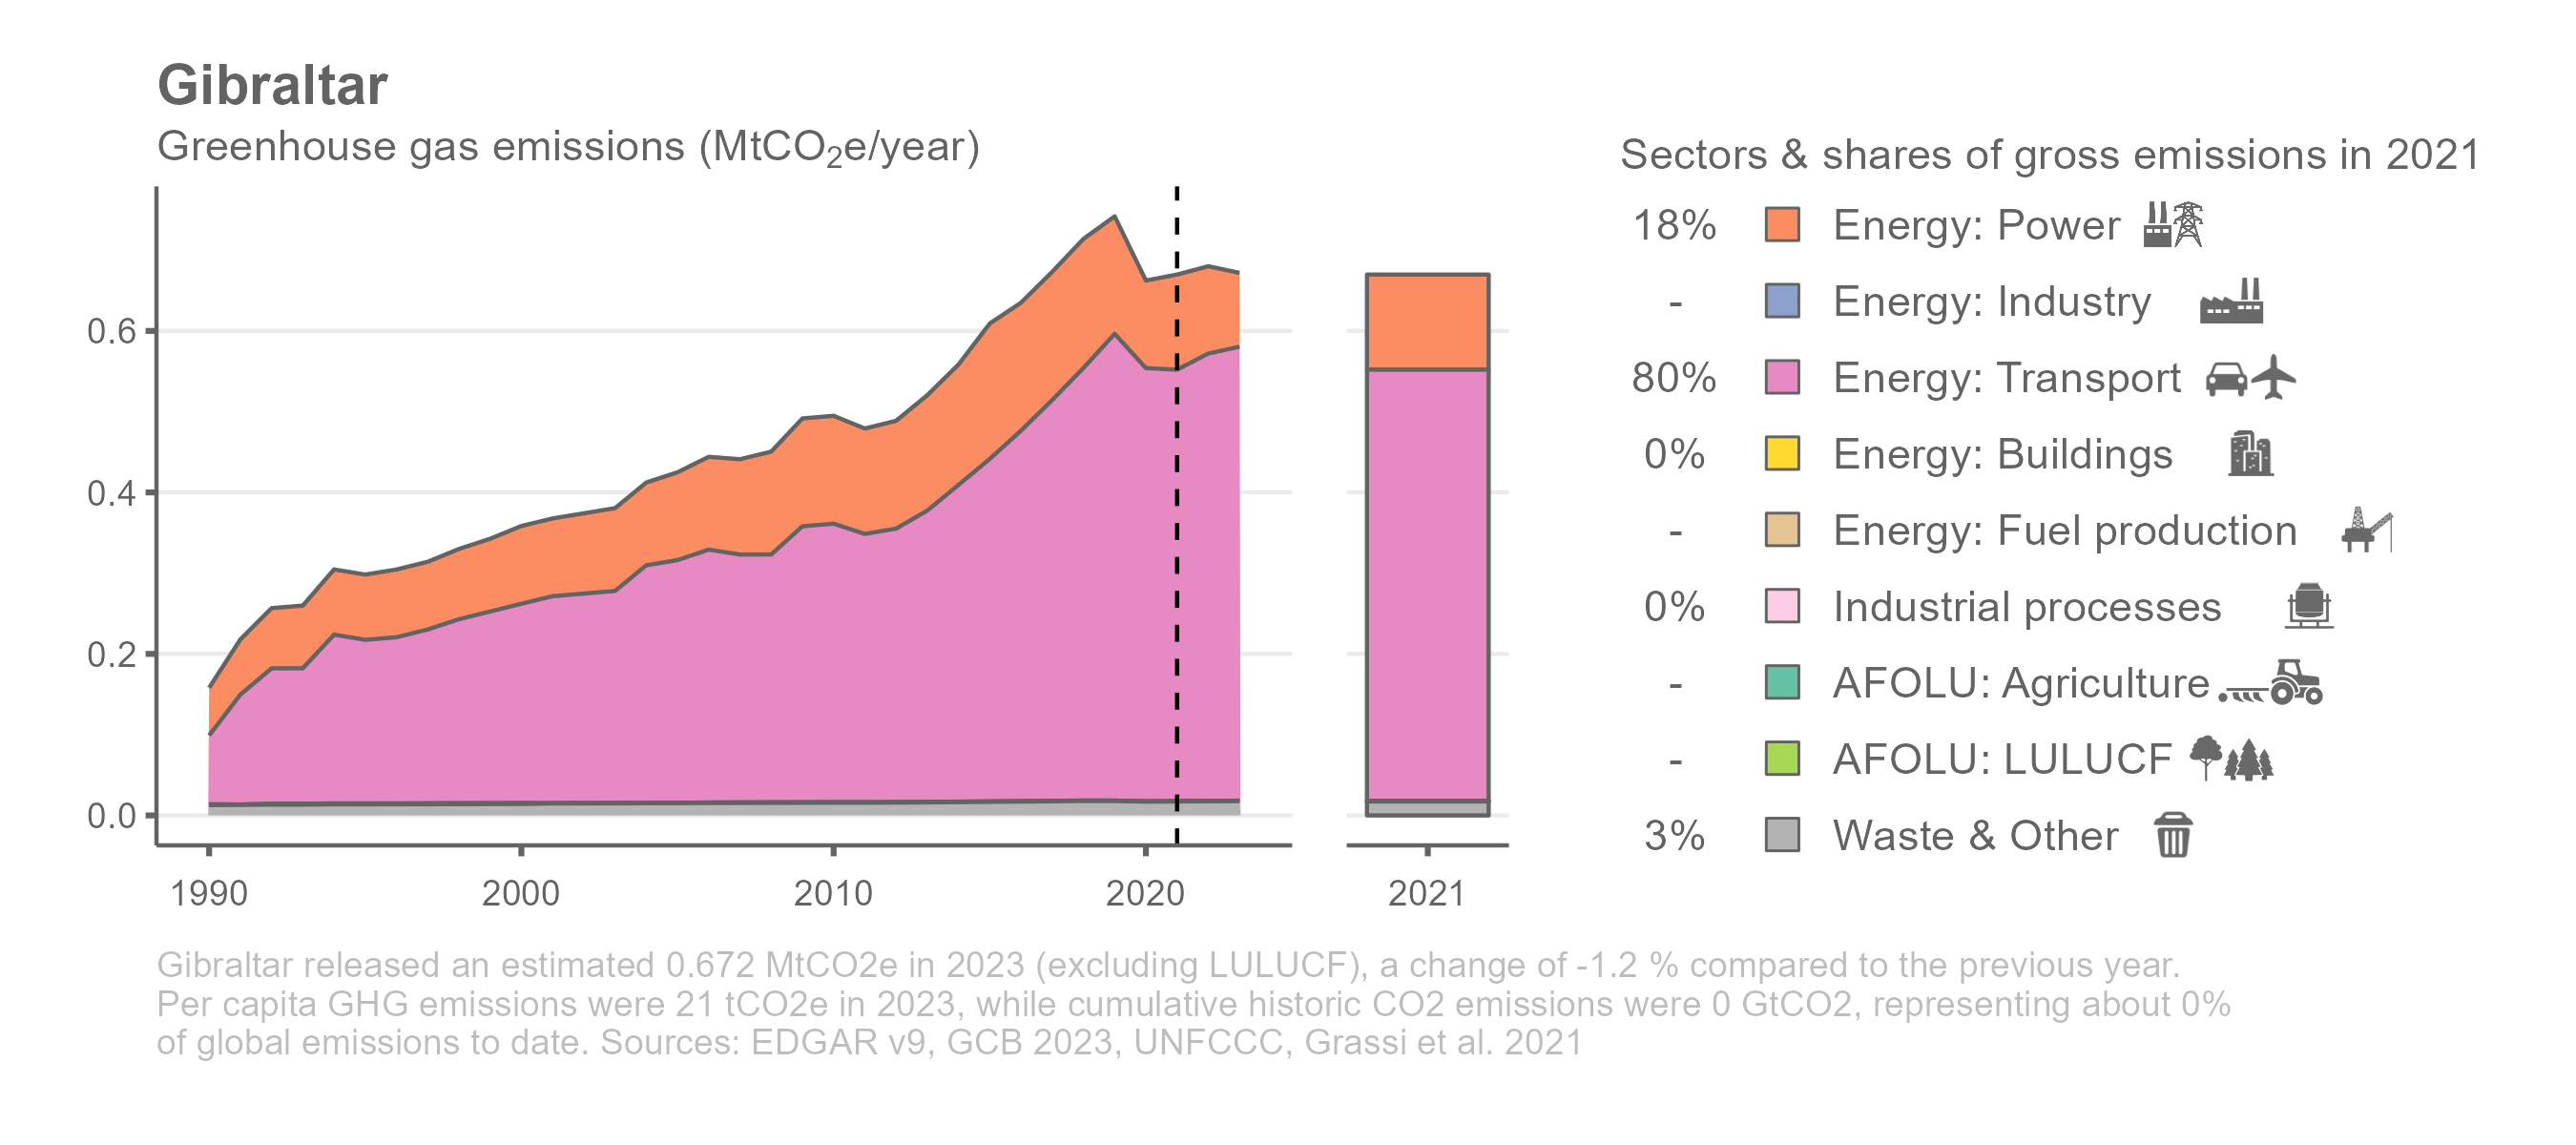 Gibraltar
Greenhouse gas emissions (MtCO₂e/year)
0.6
0.4
0.2
0.0
1990 2000 2010 2020 2021
Sectors & shares of gross emissions in 2021
18% Energy: Power
- Energy: Industry
80% Energy: Transport
0% Energy: Buildings
- Energy: Fuel production
0% Industrial processes
- AFOLU: Agriculture
- AFOLU: LULUCF
3% Waste & Other
Gibraltar released an estimated 0.672 MtCO2e in 2023 (excluding LULUCF), a change of -1.2 % compared to the previous year.
Per capita GHG emissions were 21 tCO2e in 2023, while cumulative historic CO2 emissions were 0 GtCO2, representing about 0%
of global emissions to date. Sources: EDGAR v9, GCB 2023, UNFCCC, Grassi et al. 2021